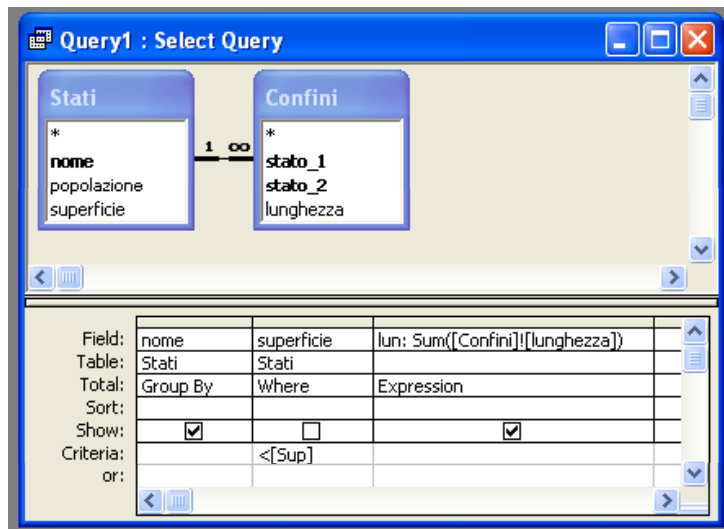 Query1 : Select Query
Stati
*
nome
popolazione
superficie
1 ∞
Confini
*
stato_1
stato_2
lunghezza
Field: nome superficie lun: Sum([Confini]![lunghezza])
Table: Stati Stati
Total: Group By Where Expression
Sort:
Show:
Criteria: <[Sup]
or: